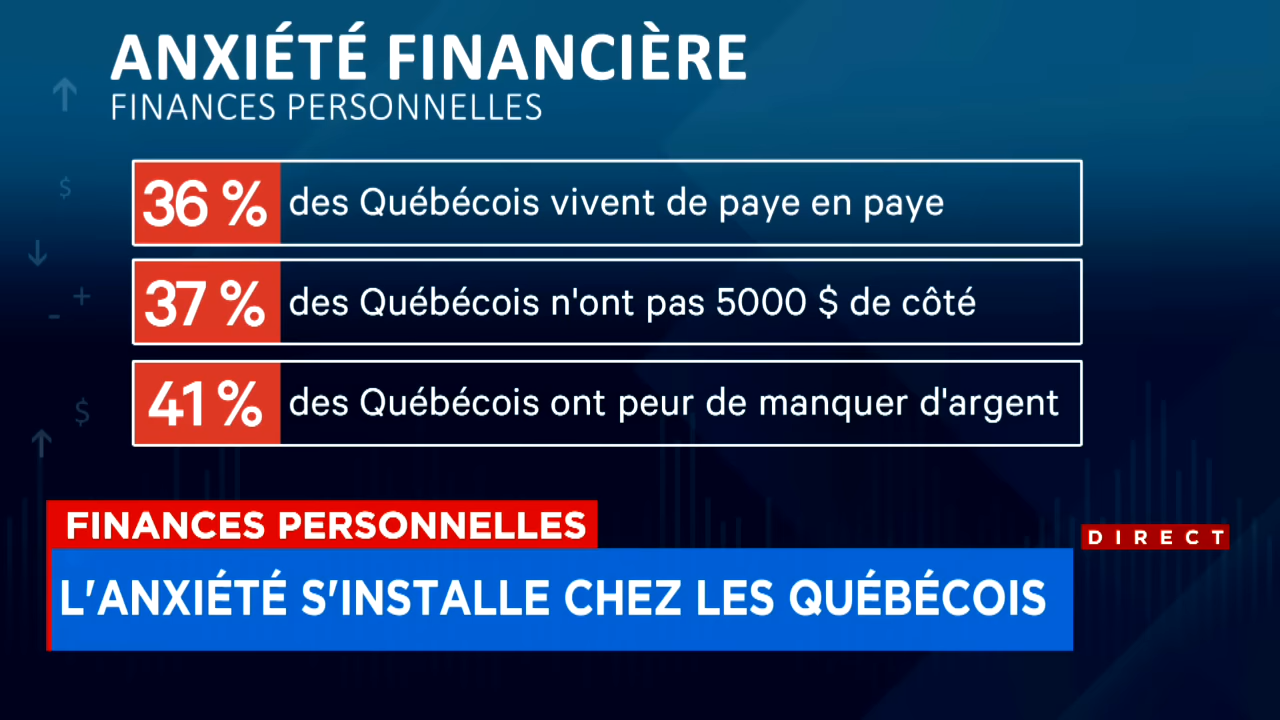 ANXIÉTÉ FINANCIÈRE
FINANCES PERSONNELLES
36 % des Québécois vivent de paye en paye
37 % des Québécois n'ont pas 5000 $ de côté
41 % des Québécois ont peur de manquer d'argent
FINANCES PERSONNELLES
DIRECT
L'ANXIÉTÉ S'INSTALLE CHEZ LES QUÉBÉCOIS